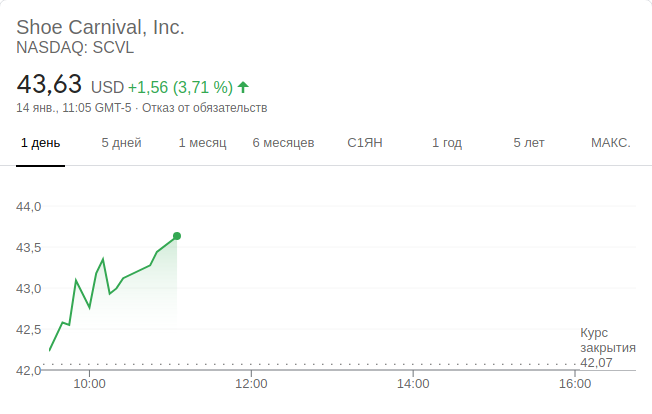 Shoe Carnival, Inc.
NASDAQ: SCVL
43,63 USD +1,56 (3,71 %)
14 янв., 11:05 GMT-5 · Отказ от обязательств
1 день 5 дней 1 месяц 6 месяцев С1ЯН 1 год 5 лет МАКС.
44,0
43,5
43,0
42,5
42,0
Курс
закрытия
42,07
10:00 12:00 14:00 16:00